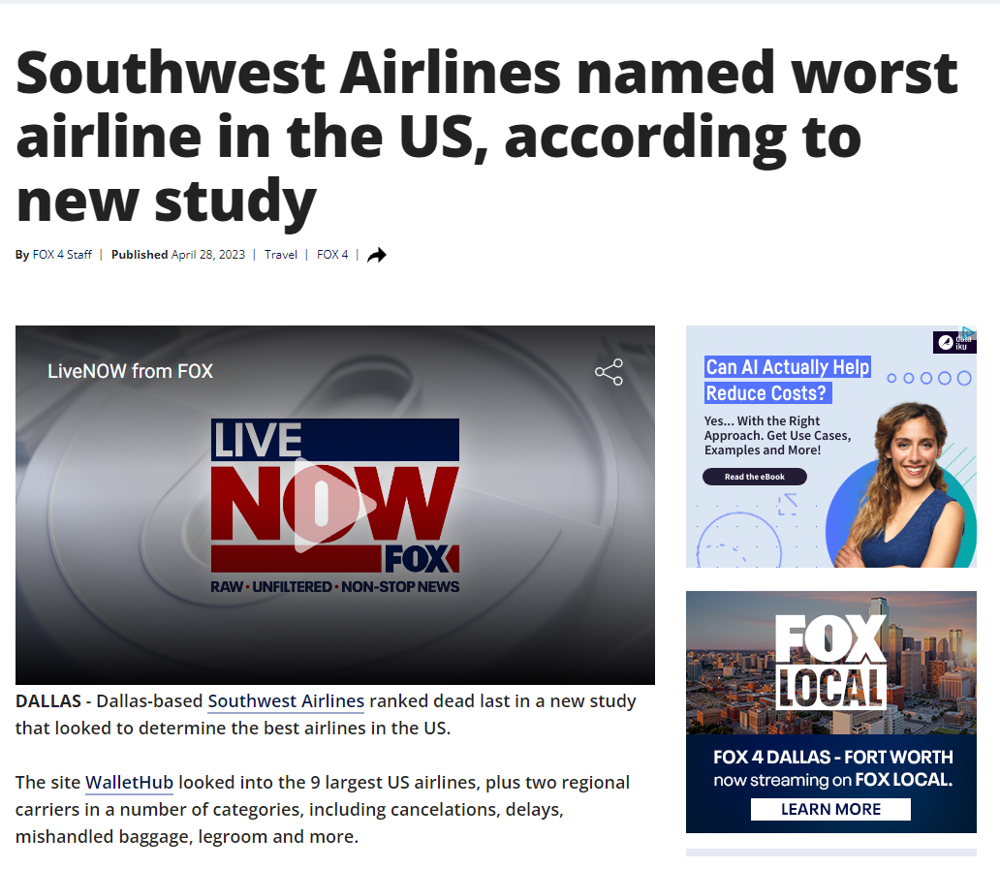 Southwest Airlines named worst
airline in the US, according to
new study
By FOX 4 Staff | Published April 28, 2023 | Travel | FOX 4 |
LiveNOW from FOX
LIVE
NOW
FOX
RAW · UNFILTERED · NON-STOP NEWS
DALLAS - Dallas-based Southwest Airlines ranked dead last in a new study
that looked to determine the best airlines in the US.
The site WalletHub looked into the 9 largest US airlines, plus two regional
carriers in a number of categories, including cancelations, delays,
mishandled baggage, legroom and more.
data
iku
Can AI Actually Help
Reduce Costs?
Yes... With the Right
Approach. Get Use Cases,
Examples and More!
Read the eBook
FOX
LOCAL
FOX 4 DALLAS - FORT WORTH
now streaming on FOX LOCAL.
LEARN MORE